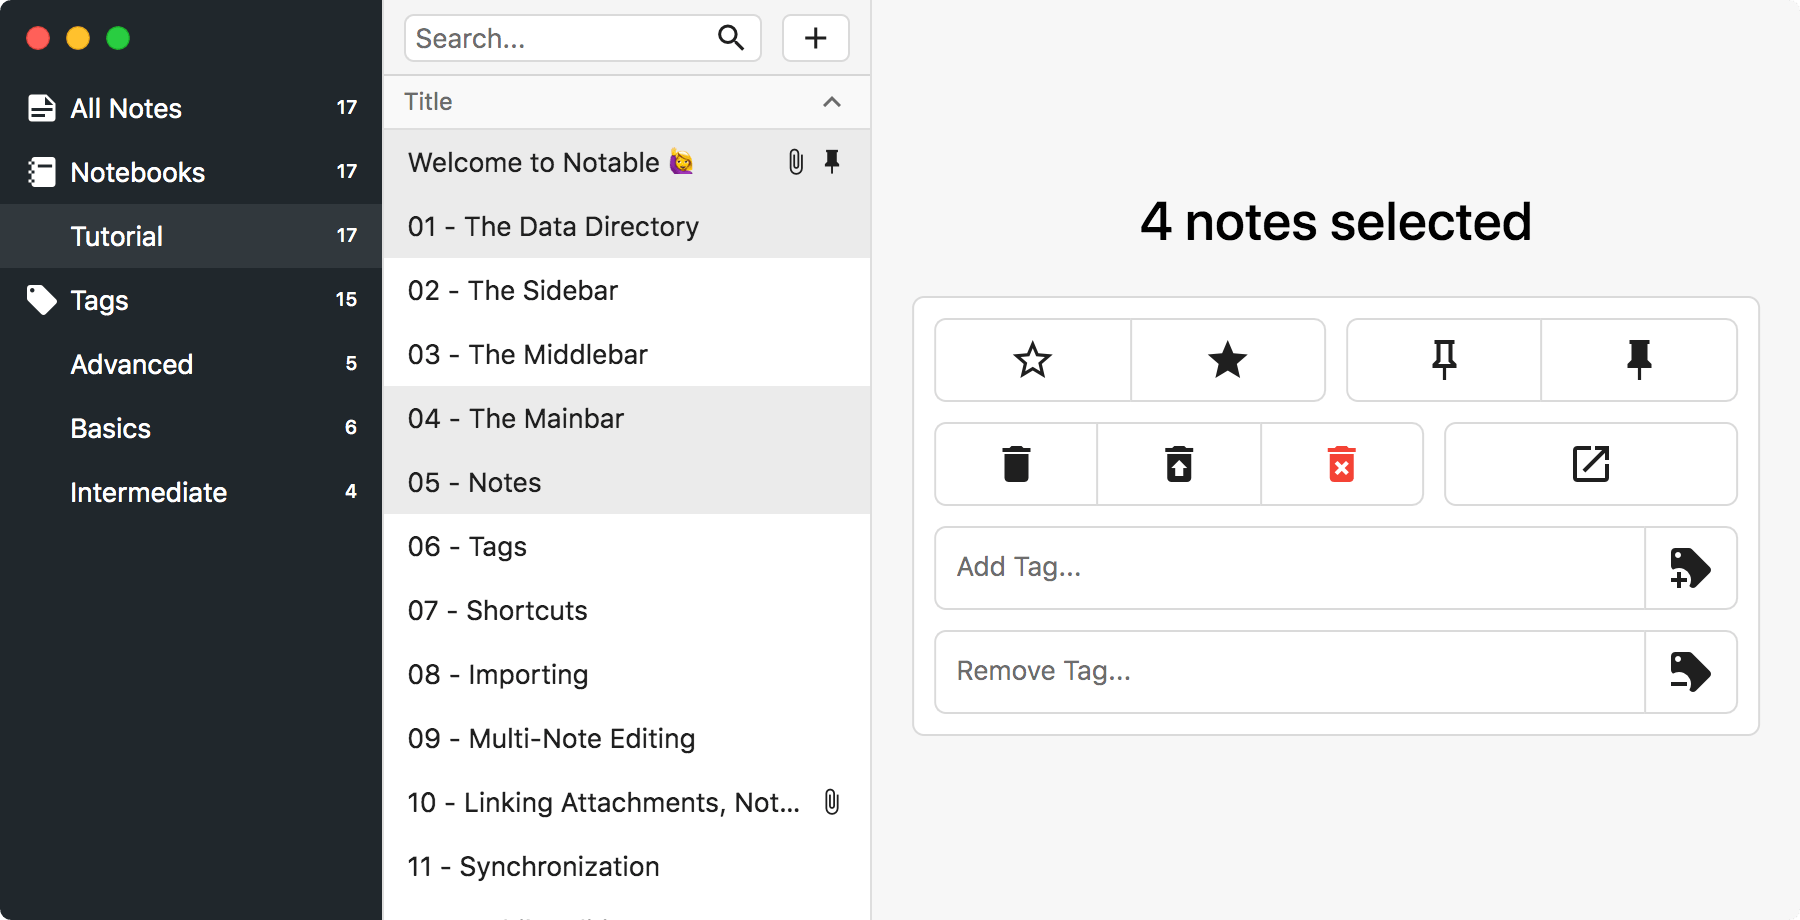 All Notes 17
Notebooks 17
Tutorial 17
Tags 15
Advanced 5
Basics 6
Intermediate 4
Search...
Title
Welcome to Notable 🙋
01 - The Data Directory
02 - The Sidebar
03 - The Middlebar
04 - The Mainbar
05 - Notes
06 - Tags
07 - Shortcuts
08 - Importing
09 - Multi-Note Editing
10 - Linking Attachments, Not...
11 - Synchronization
4 notes selected
Add Tag...
Remove Tag...